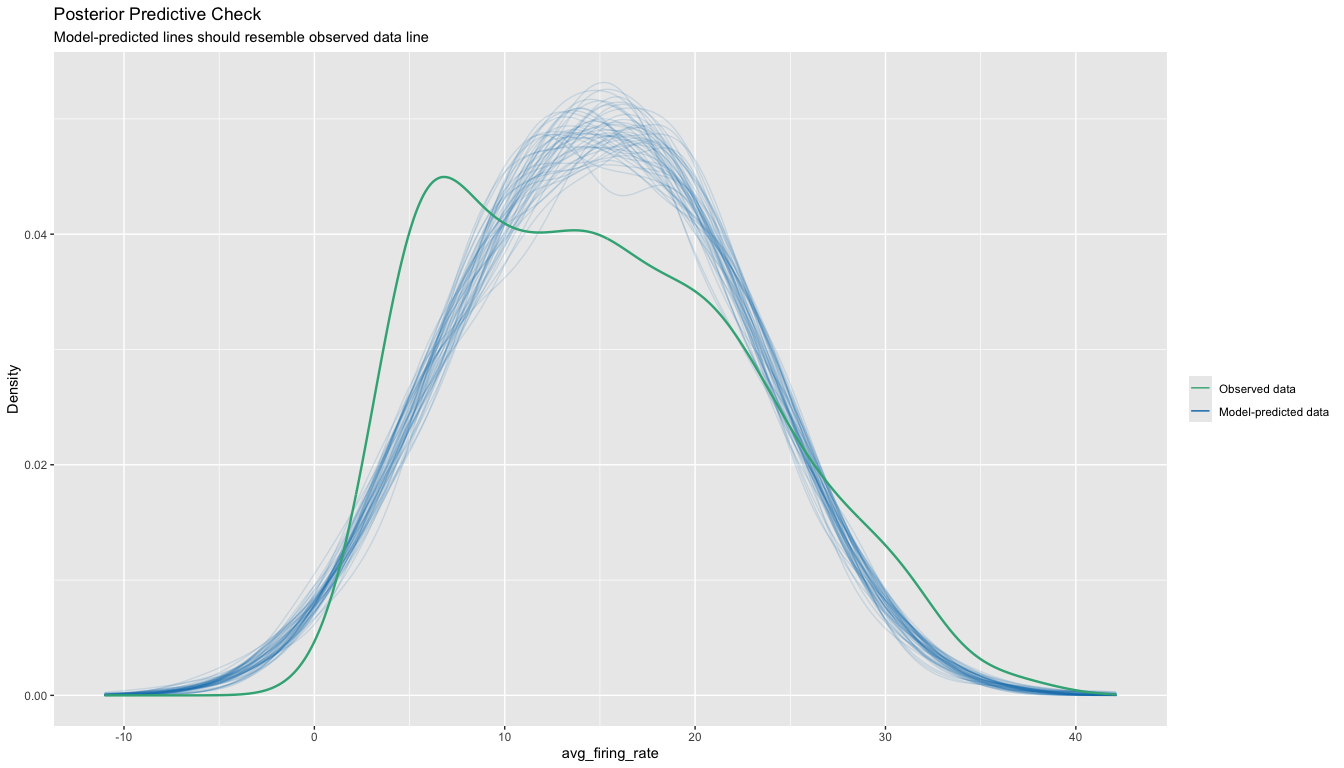 Posterior Predictive Check
Model-predicted lines should resemble observed data line
Density
0.04
0.02
0.00
-10 0 10 20 30 40
avg_firing_rate
Observed data
Model-predicted data